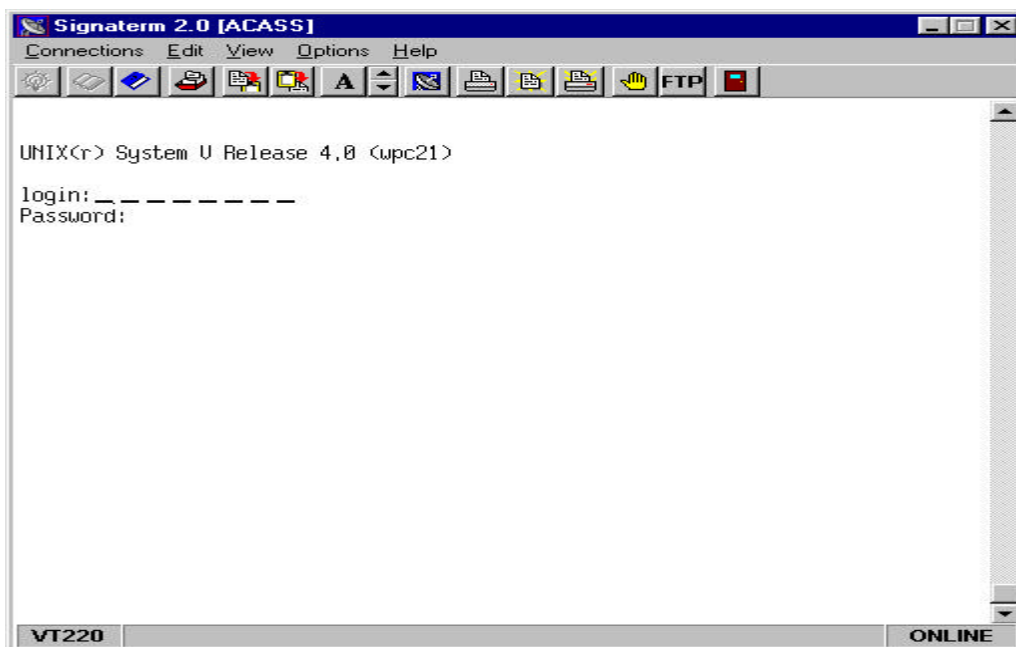 Signaterm 2.0 [ACASS]
Connections Edit View Options Help
A FTP
UNIX(r) System V Release 4.0 (wpc21)
login:_ _ _ _ _ _ _ _
Password:
VT220 ONLINE